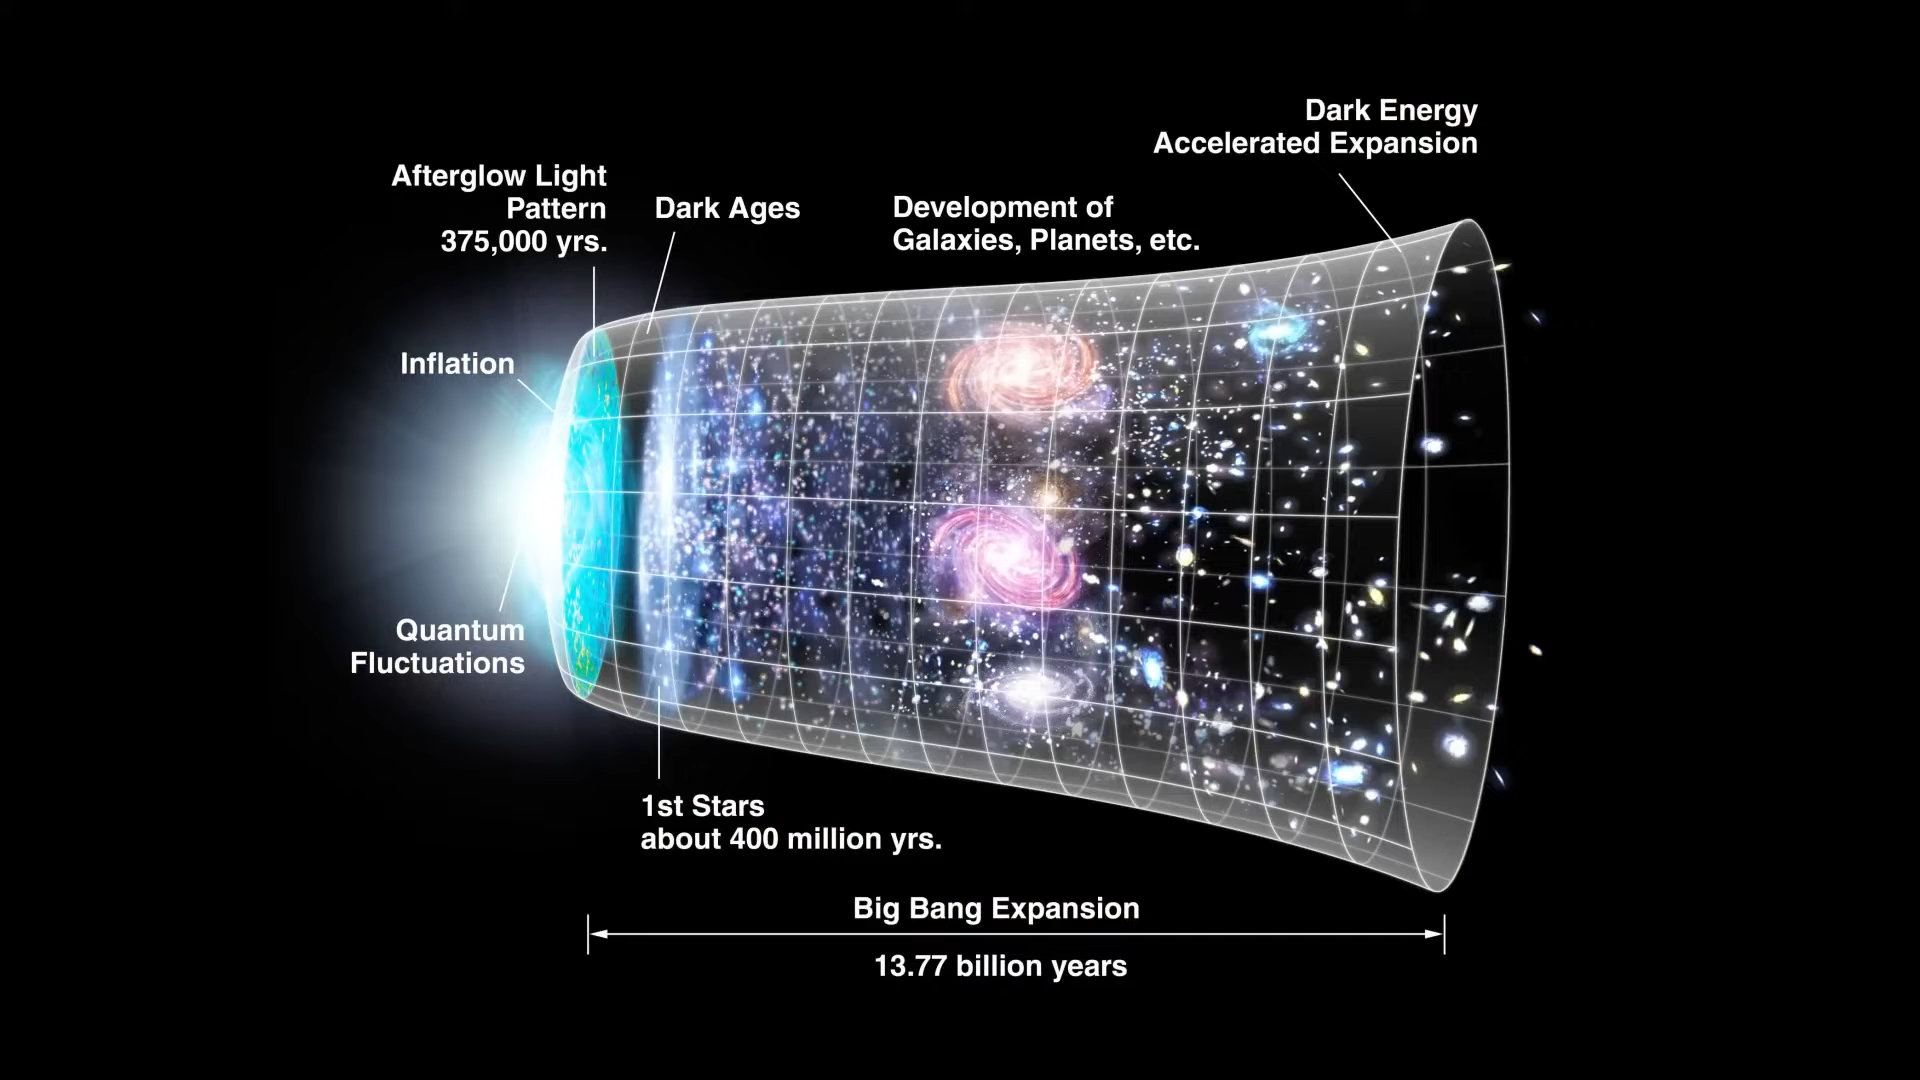 Dark Energy
Accelerated Expansion
Afterglow Light
Pattern
375,000 yrs.
Dark Ages
Development of
Galaxies, Planets, etc.
Inflation
Quantum
Fluctuations
1st Stars
about 400 million yrs.
Big Bang Expansion
13.77 billion years